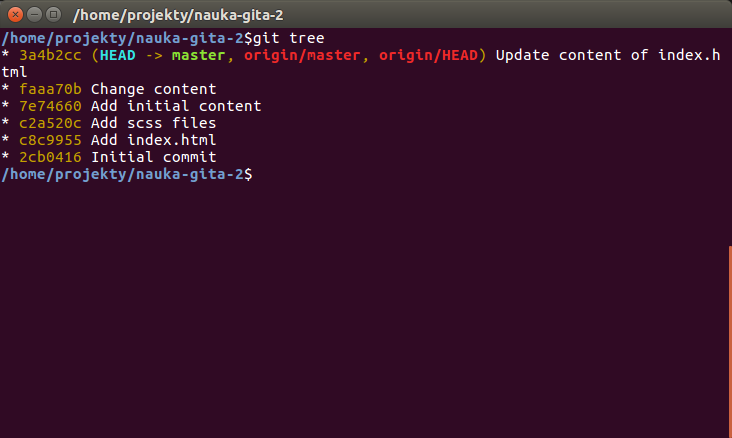 /home/projekty/nauka-gita-2
/home/projekty/nauka-gita-2$git tree
* 3a4b2cc (HEAD -> master, origin/master, origin/HEAD) Update content of index.h
tml
* faaa70b Change content
* 7e74660 Add initial content
* c2a520c Add scss files
* c8c9955 Add index.html
* 2cb0416 Initial commit
/home/projekty/nauka-gita-2$